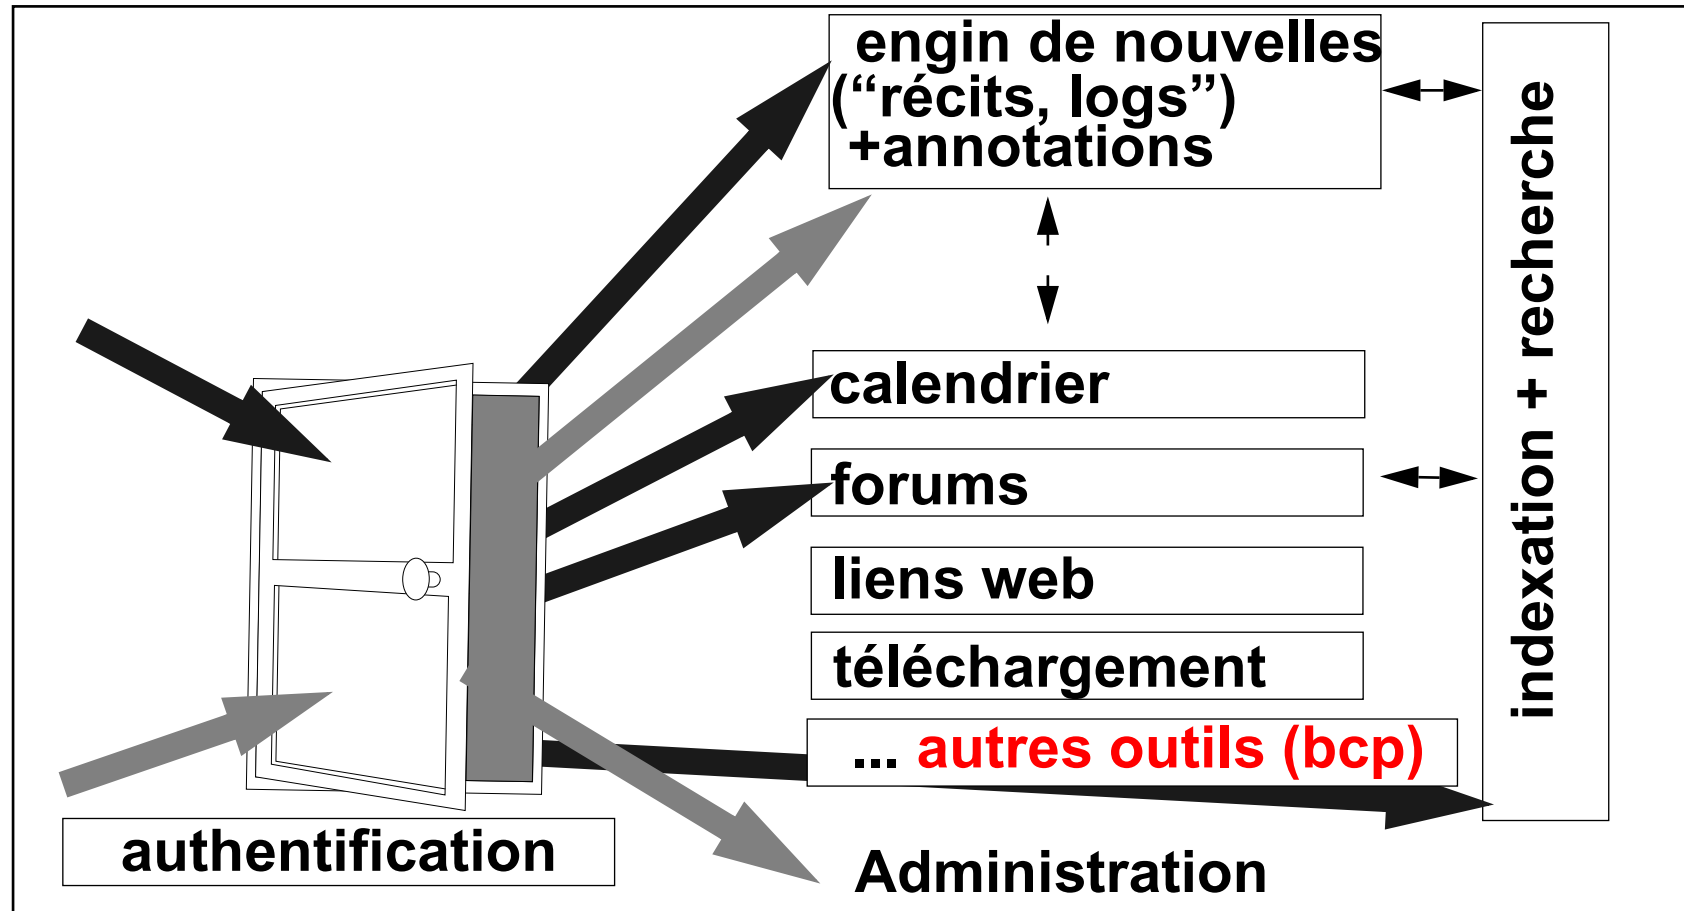 engin de nouvelles
(“récits, logs”)
+annotations
calendrier
forums
liens web
téléchargement
... autres outils (bcp)
Administration
authentification
indexation + recherche